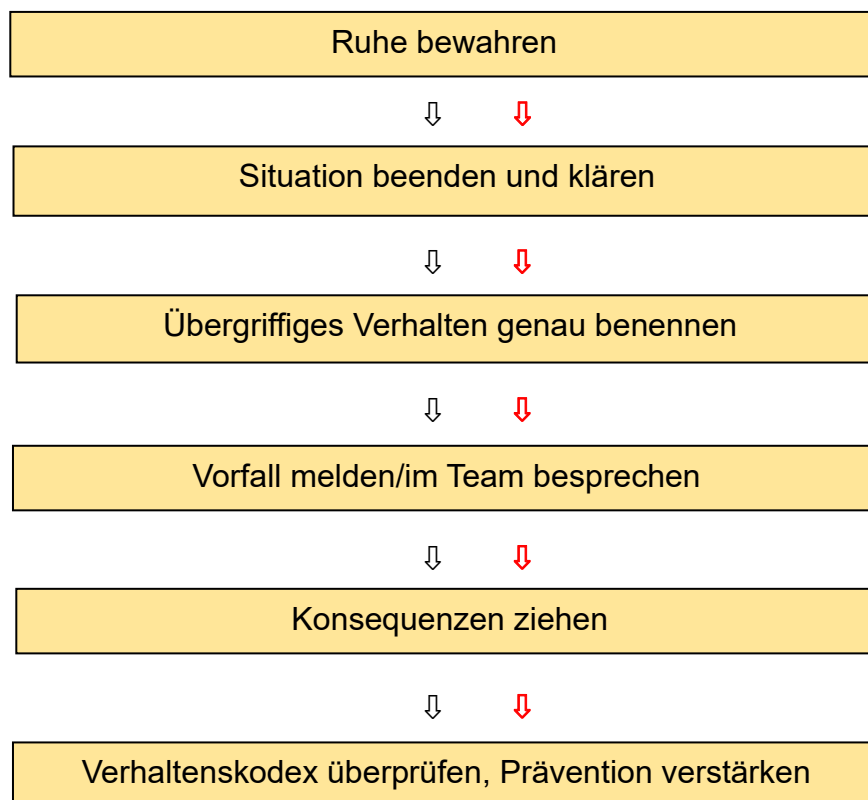 Ruhe bewahren
⇩ ⇩
Situation beenden und klären
⇩ ⇩
Übergriffiges Verhalten genau benennen
⇩ ⇩
Vorfall melden/im Team besprechen
⇩ ⇩
Konsequenzen ziehen
⇩ ⇩
Verhaltenskodex überprüfen, Prävention verstärken